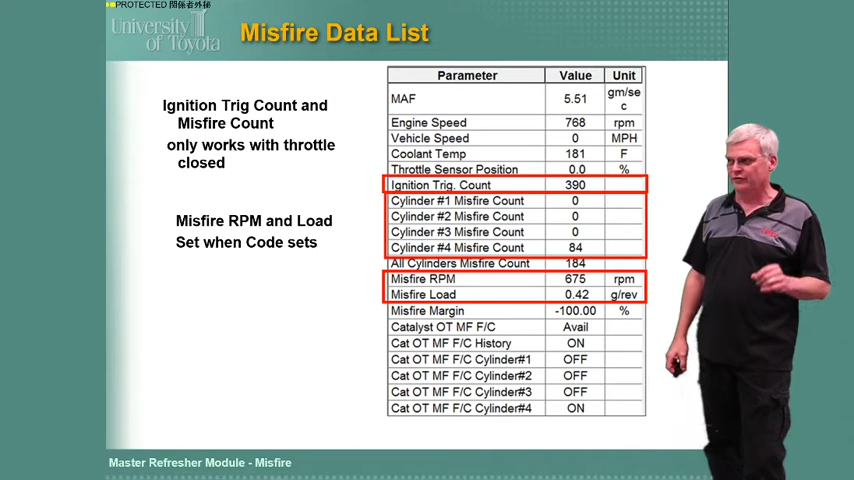 PROTECTED 関係者外秘
University
of Toyota
Misfire Data List
Ignition Trig Count and
Misfire Count
only works with throttle
closed
Misfire RPM and Load
Set when Code sets
Parameter Value Unit
MAF 5.51 gm/se
c
Engine Speed 768 rpm
Vehicle Speed 0 MPH
Coolant Temp 181 F
Throttle Sensor Position 0.0 %
Ignition Trig. Count 390
Cylinder #1 Misfire Count 0
Cylinder #2 Misfire Count 0
Cylinder #3 Misfire Count 0
Cylinder #4 Misfire Count 84
All Cylinders Misfire Count 184
Misfire RPM 675 rpm
Misfire Load 0.42 g/rev
Misfire Margin -100.00 %
Catalyst OT MF F/C Avail
Cat OT MF F/C History ON
Cat OT MF F/C Cylinder#1 OFF
Cat OT MF F/C Cylinder#2 OFF
Cat OT MF F/C Cylinder#3 OFF
Cat OT MF F/C Cylinder#4 ON
Master Refresher Module - Misfire